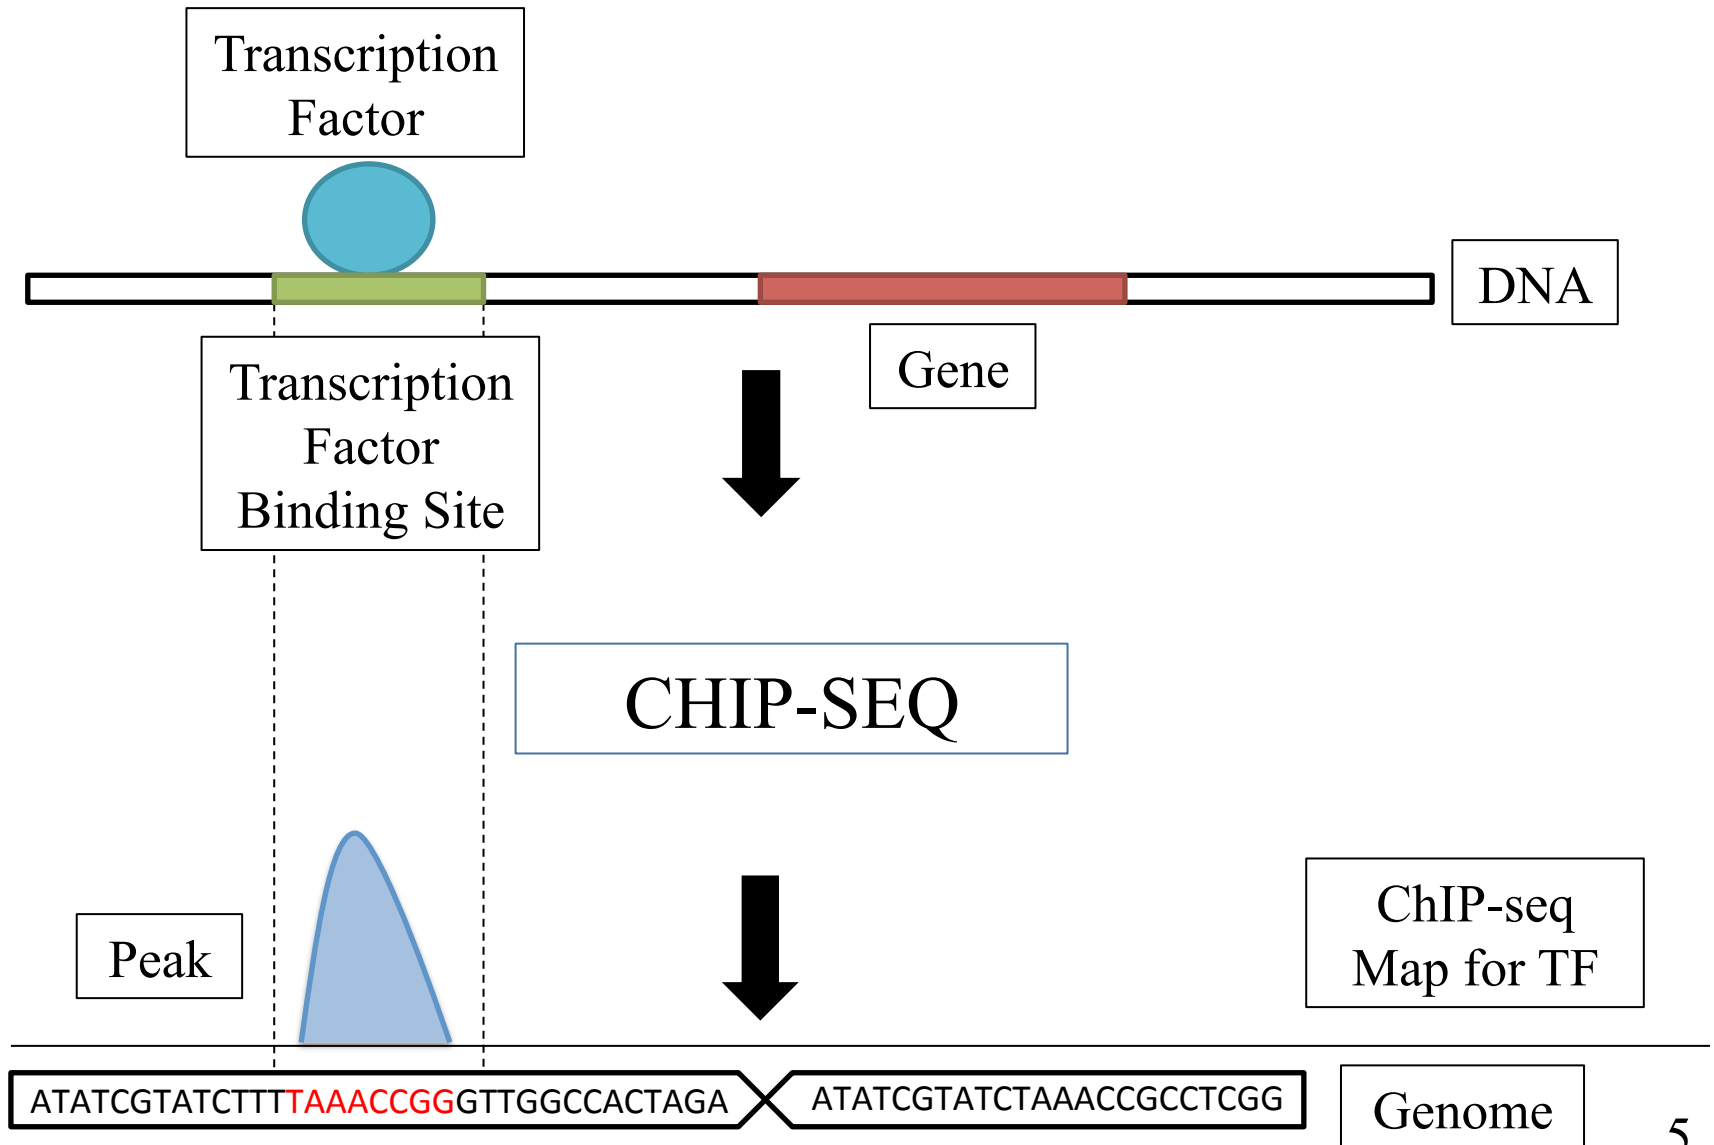 Transcription
Factor
DNA
Gene
Transcription
Factor
Binding Site
CHIP-SEQ
Peak
ChIP-seq
Map for TF
ATATCGTATCTTTTAAACCGGGTTGGCCACTAGA
ATATCGTATCTAAACCGCCTCGG
Genome
5